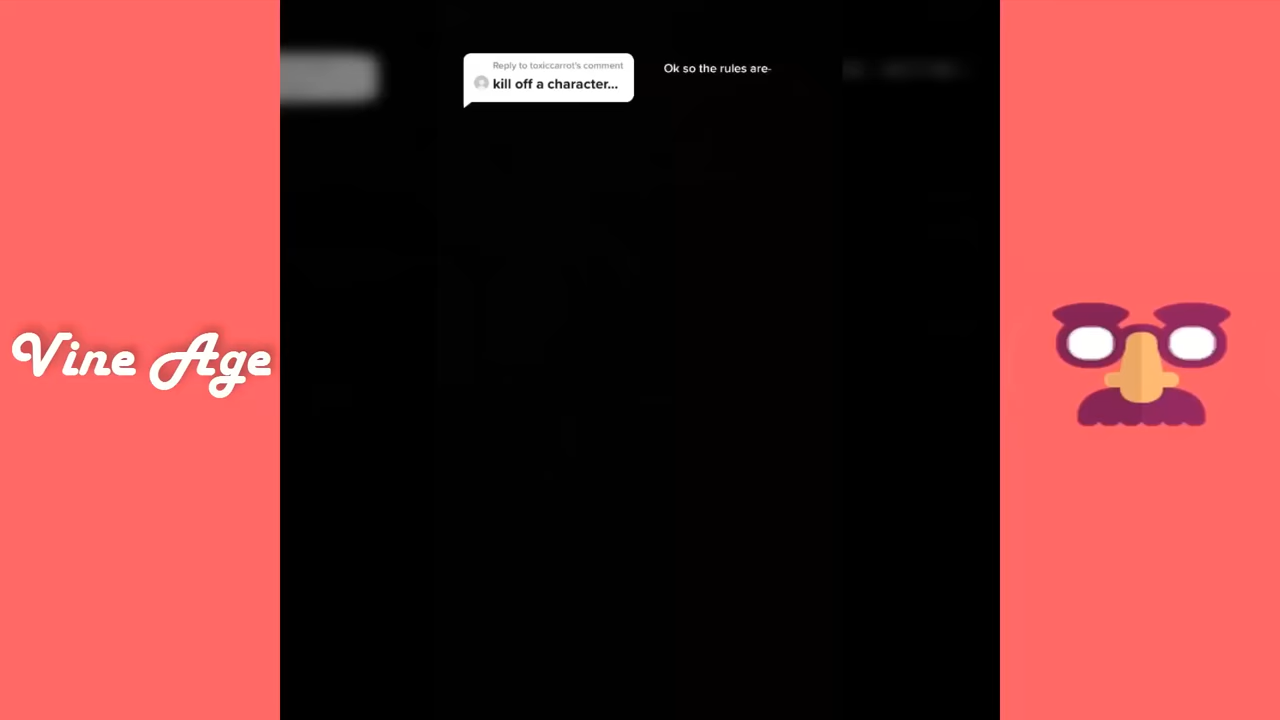 Reply to toxiccarrot's comment
kill off a character...
Ok so the rules are-
Vine Age